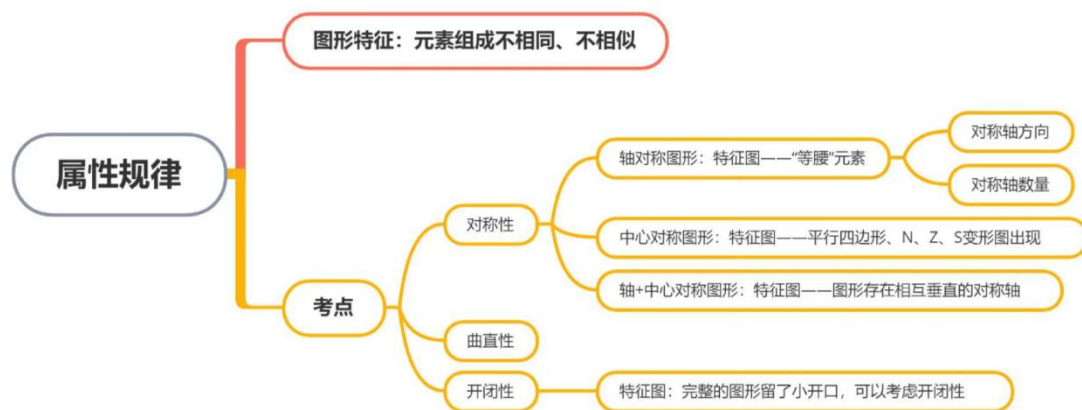 属性规律
图形特征：元素组成不相同、不相似
考点
对称性
轴对称图形：特征图——“等腰”元素
对称轴方向
对称轴数量
中心对称图形：特征图——平行四边形、N、Z、S变形图出现
轴+中心对称图形：特征图——图形存在相互垂直的对称轴
曲直性
开闭性
特征图：完整的图形留了小开口，可以考虑开闭性